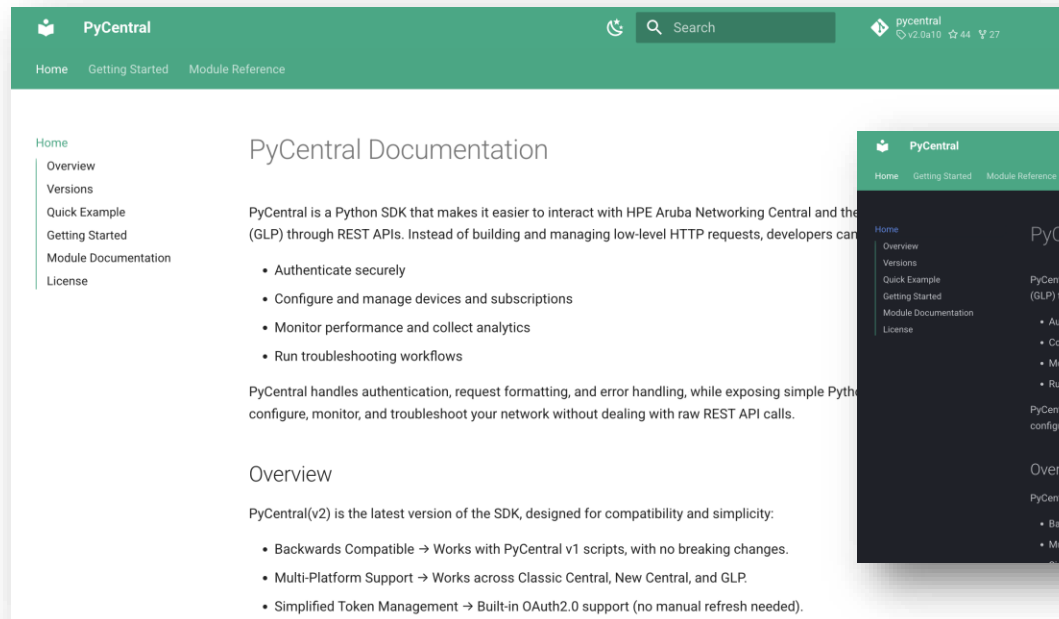 PyCentral
Search
pycentral
v2.0a10 44 27
Home Getting Started Module Reference
Home
Overview
Versions
Quick Example
Getting Started
Module Documentation
License
PyCentral Documentation
PyCentral is a Python SDK that makes it easier to interact with HPE Aruba Networking Central and the
(GLP) through REST APIs. Instead of building and managing low-level HTTP requests, developers can
• Authenticate securely
• Configure and manage devices and subscriptions
• Monitor performance and collect analytics
• Run troubleshooting workflows
PyCentral handles authentication, request formatting, and error handling, while exposing simple
configure, monitor, and troubleshoot your network without dealing with raw REST API calls.
Overview
PyCentral(v2) is the latest version of the SDK, designed for compatibility and simplicity:
• Backwards Compatible → Works with PyCentral v1 scripts, with no breaking changes.
• Multi-Platform Support → Works across Classic Central, New Central, and GLP.
• Simplified Token Management → Built-in OAuth2.0 support (no manual refresh needed).
PyCentral
Home Getting Started Module Reference
Home
Overview
Versions
Quick Example
Getting Started
Module Documentation
License
(GLP)